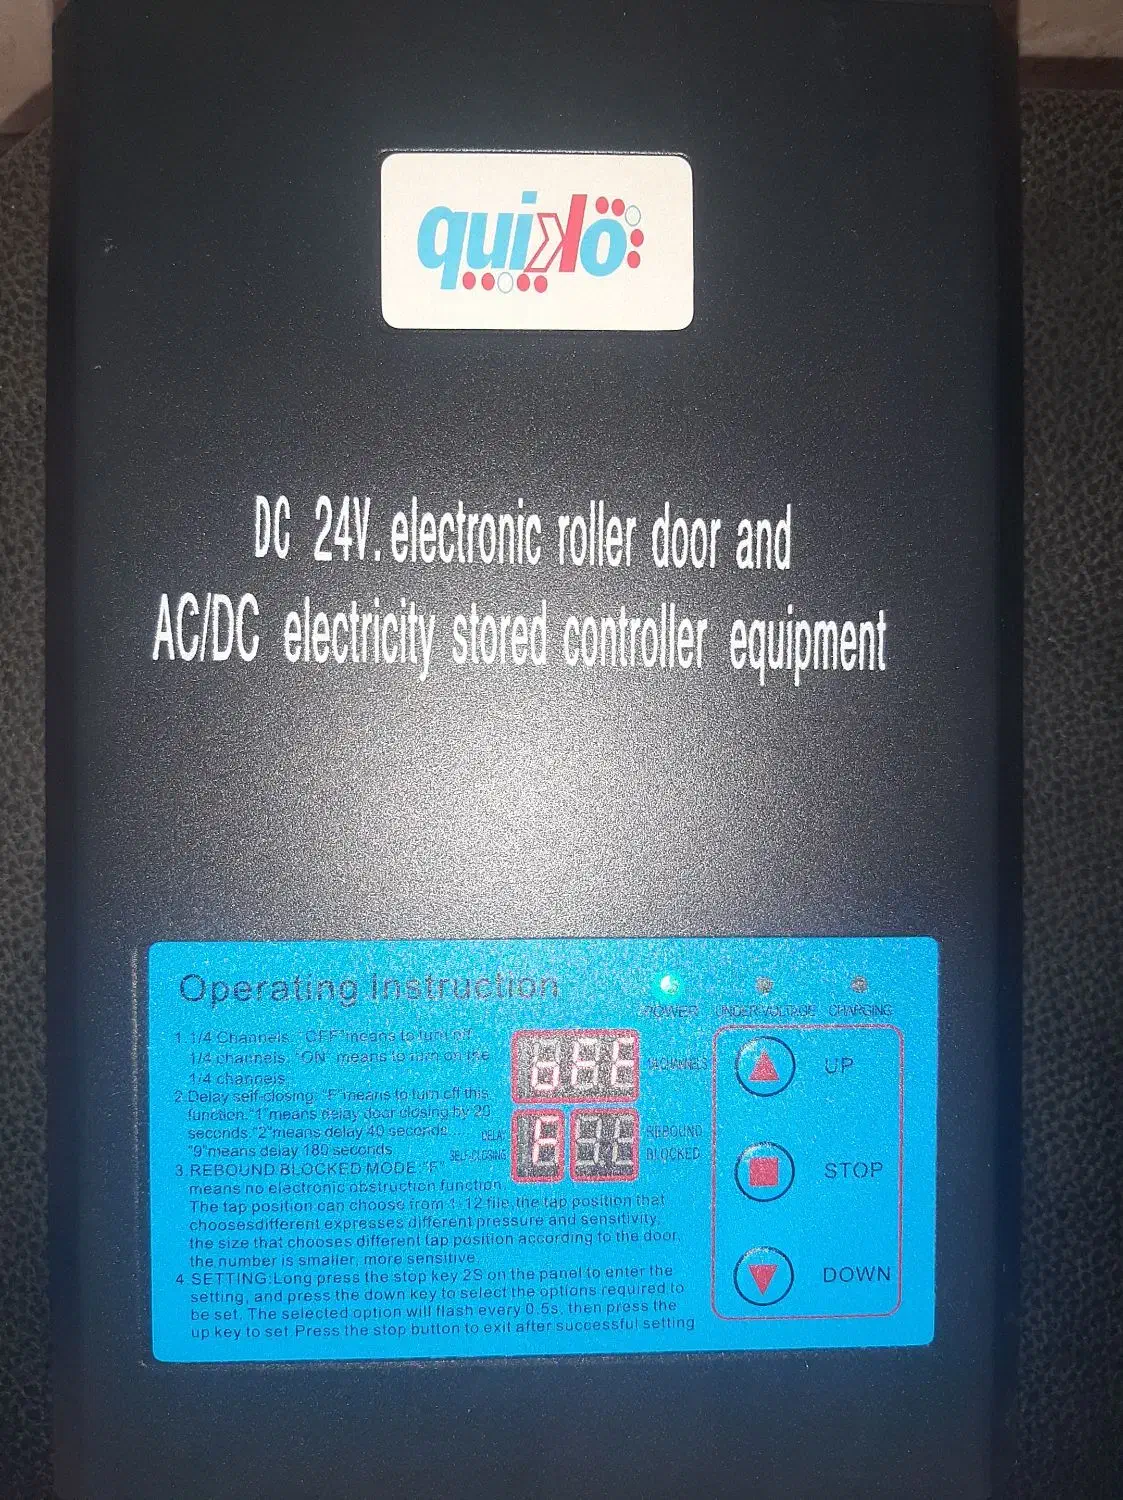 quiko
DC 24V. electronic roller door and
AC/DC electricity stored controller equipment
Operating Instruction
POWER UNDER-VOLTAGE CHARGING
1.1/4 Channels. "OFF"means to turn off
1/4 channels. "ON" means to turn on the
1/4 channels
1/4CHANNELS
UP
2.Delay self-closing: "F"means to turn off this
function."1"means delay door closing by 20
seconds."2"means delay 40 seconds...
"9"means delay 180 seconds
DELAY
SELF-CLOSING
REBOUND
BLOCKED
STOP
3.REBOUND BLOCKED MODE:"F"
means no electronic obstruction function.
The tap position can choose from 1-12 file,the tap position that
choosesdifferent expresses different pressure and sensitivity,
the size that chooses different tap position according to the door,
the number is smaller, more sensitive.
4.SETTING:Long press the stop key 2S on the panel to enter the
setting, and press the down key to select the options required to
be set. The selected option will flash every 0.5s, then press the
up key to set.Press the stop button to exit after successful setting
DOWN